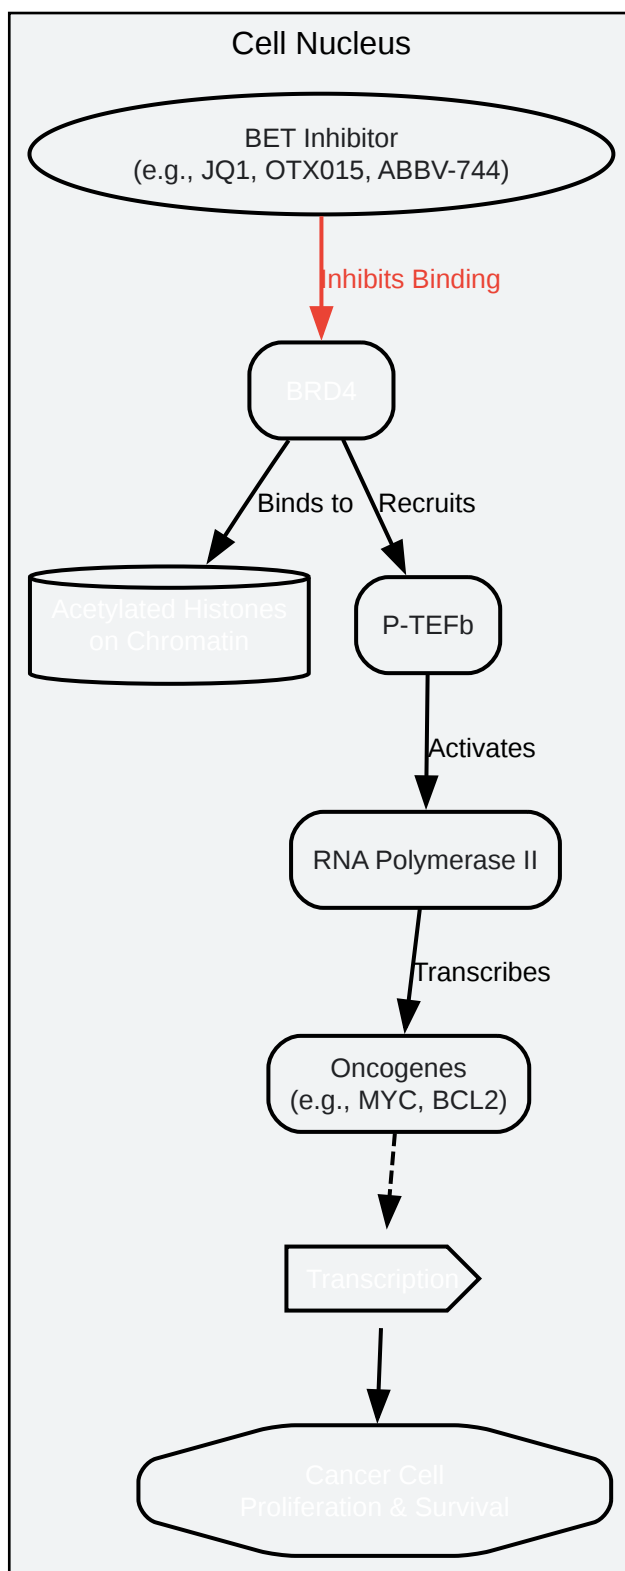 Cell Nucleus
BET Inhibitor
(e.g., JQ1, OTX015, ABBV-744)
Inhibits Binding
BRD4
Binds to
Recruits
Acetylated Histones
on Chromatin
P-TEFb
Activates
RNA Polymerase II
Transcribes
Oncogenes
(e.g., MYC, BCL2)
Transcription
Cancer Cell
Proliferation & Survival